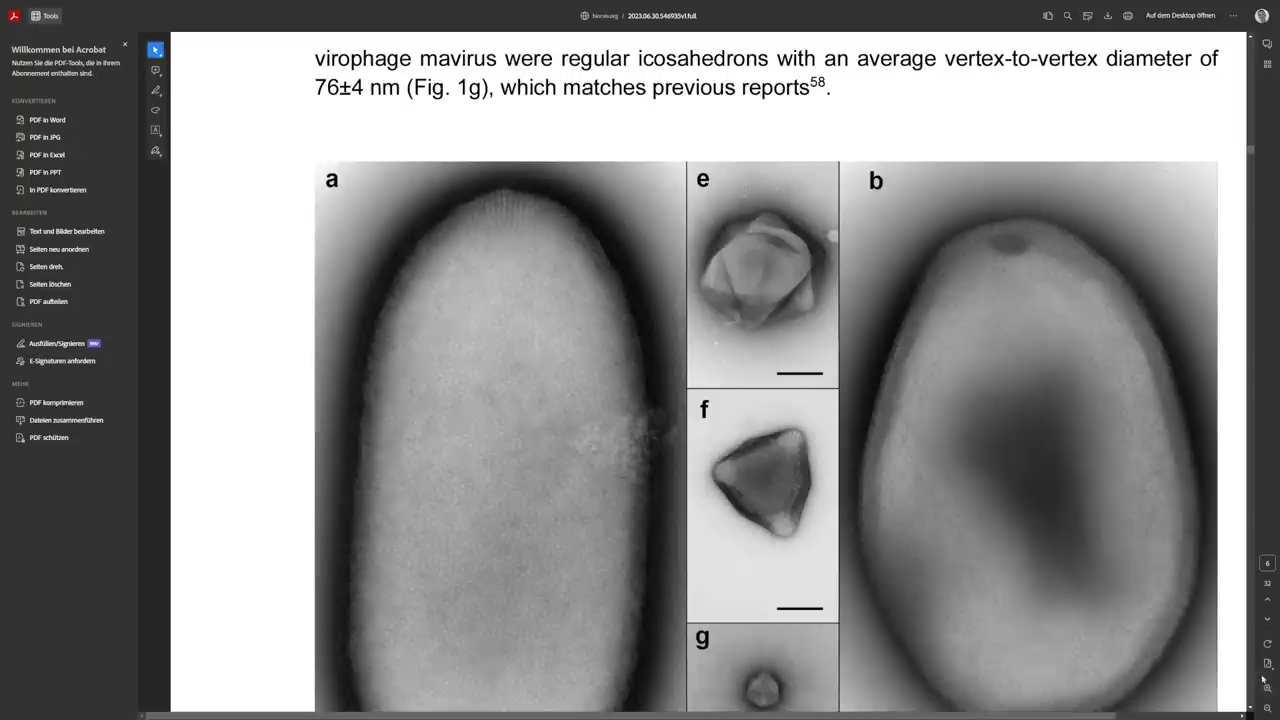 Tools
biorxiv.org / 2023.06.30.546935v1.full
Auf dem Desktop öffnen
Willkommen bei Acrobat
Nutzen Sie die PDF-Tools, die in Ihrem
Abonnement enthalten sind.
KONVERTIEREN
PDF in Word
PDF in JPG
PDF in Excel
PDF in PPT
In PDF konvertieren
BEARBEITEN
Text und Bilder bearbeiten
Seiten neu anordnen
Seiten dreh.
Seiten löschen
PDF aufteilen
SIGNIEREN
Ausfüllen/Signieren NEU
E-Signaturen anfordern
MEHR
PDF komprimieren
Dateien zusammenführen
PDF schützen
virophage mavirus were regular icosahedrons with an average vertex-to-vertex diameter of
76±4 nm (Fig. 1g), which matches previous reports58.
a
e
b
f
g
6
32